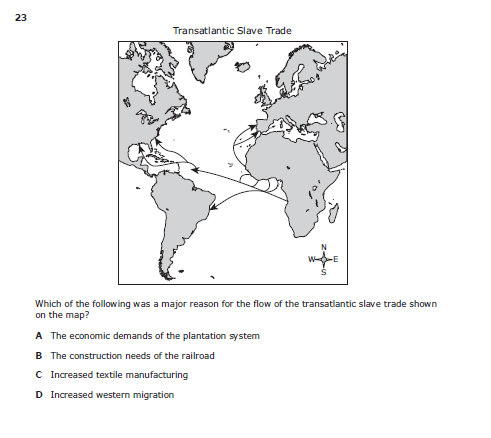 23
Transatlantic Slave Trade
N
W E
S
Which of the following was a major reason for the flow of the transatlantic slave trade shown
on the map?
A The economic demands of the plantation system
B The construction needs of the railroad
C Increased textile manufacturing
D Increased western migration